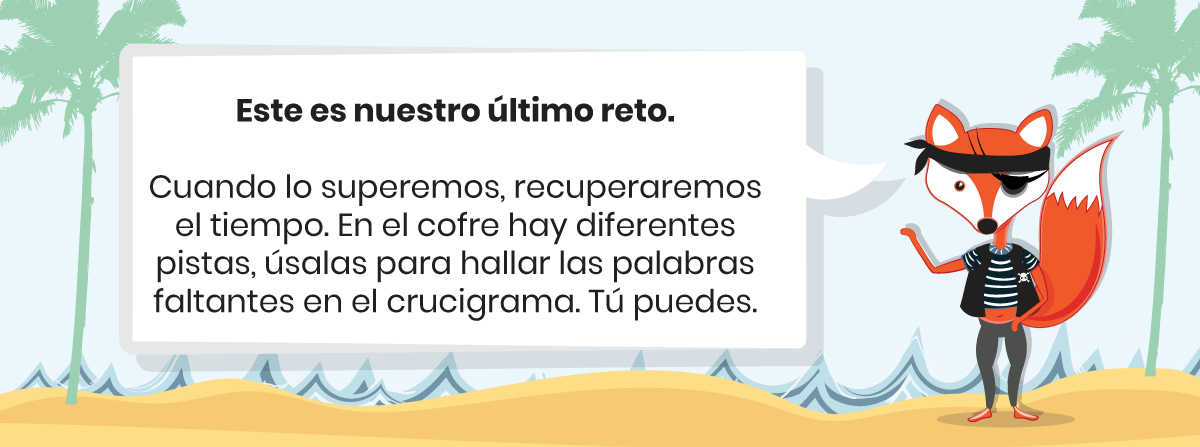 Este es nuestro último reto.
Cuando lo superemos, recuperaremos
el tiempo. En el cofre hay diferentes
pistas, úsalas para hallar las palabras
faltantes en el crucigrama. Tú puedes.